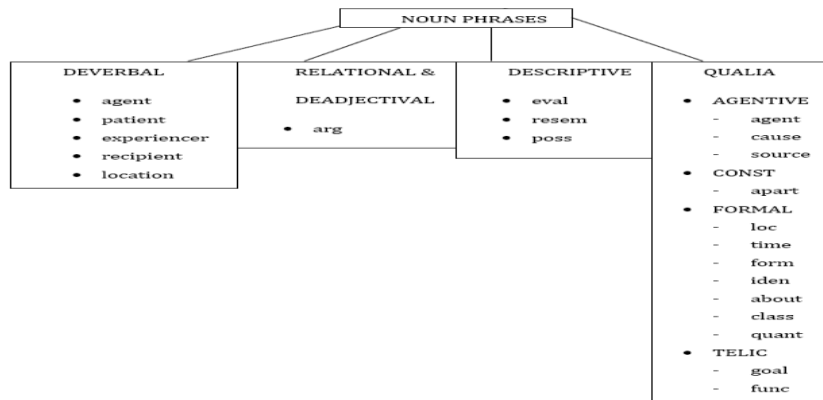 NOUN PHRASES
DEVERBAL
• agent
• patient
• experiencer
• recipient
• location
RELATIONAL &
DEADJECTIVAL
• arg
DESCRIPTIVE
• eval
• resem
• poss
QUALIA
• AGENTIVE
- agent
- cause
- source
• CONST
- apart
• FORMAL
- loc
- time
- form
- iden
- about
- class
- quant
• TELIC
- goal
- func